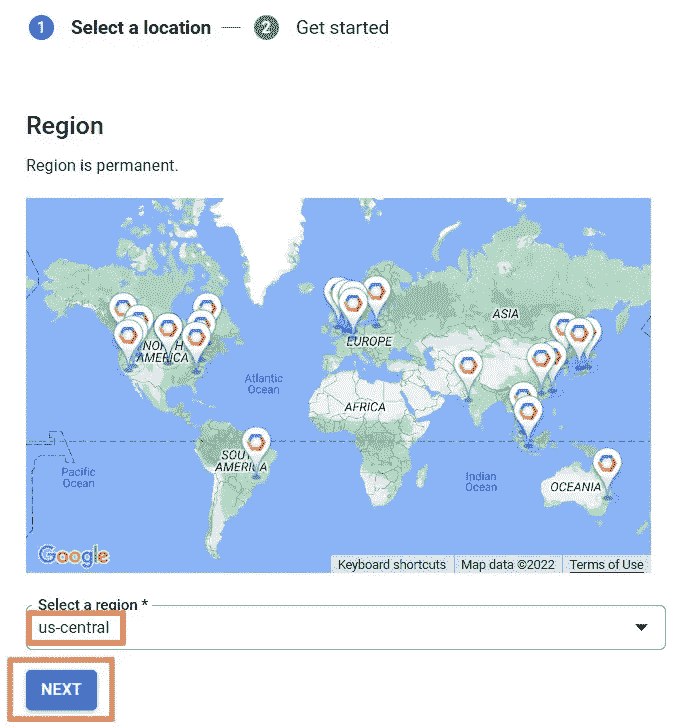 1 Select a location — 2 Get started
Region
Region is permanent.
ASIA
EUROPE
NORTH
AMERICA
Atlantic
Ocean
AFRICA
SOUTH
AMERICA
Pacific
Ocean
Indian
Ocean
OCEANIA
Google
Keyboard shortcuts Map data ©2022 Terms of Use
Select a region *
us-central
NEXT